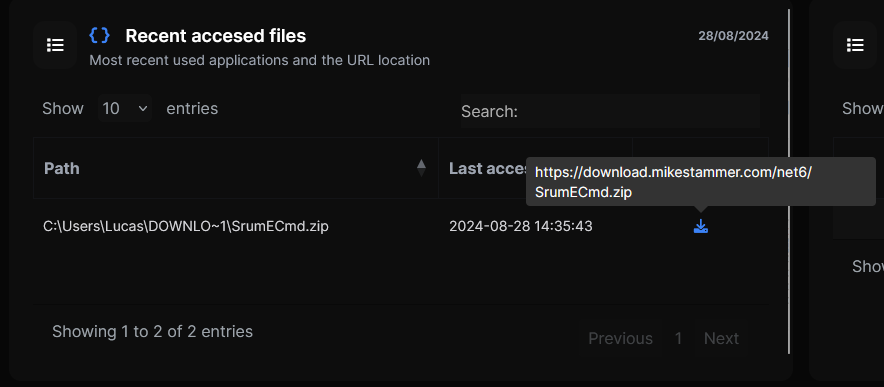 {} Recent accesed files
28/08/2024
Most recent used applications and the URL location
Show 10 entries
Search:
Show
Path
Last acces
https://download.mikestammer.com/net6/
SrumECmd.zip
C:\Users\Lucas\DOWNLO~1\SrumECmd.zip
2024-08-28 14:35:43
Show
Showing 1 to 2 of 2 entries
Previous 1 Next